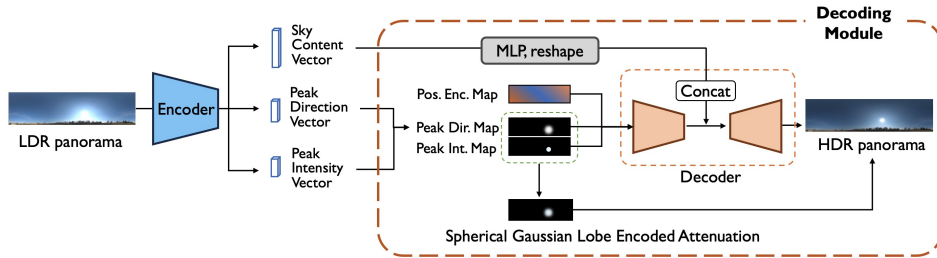 Decoding
Module
Sky
Content
Vector
MLP, reshape
Encoder
Peak
Direction
Vector
Pos. Enc. Map
Concat
LDR panorama
Peak Dir. Map
Peak Int. Map
HDR panorama
Peak
Intensity
Vector
Decoder
Spherical Gaussian Lobe Encoded Attenuation